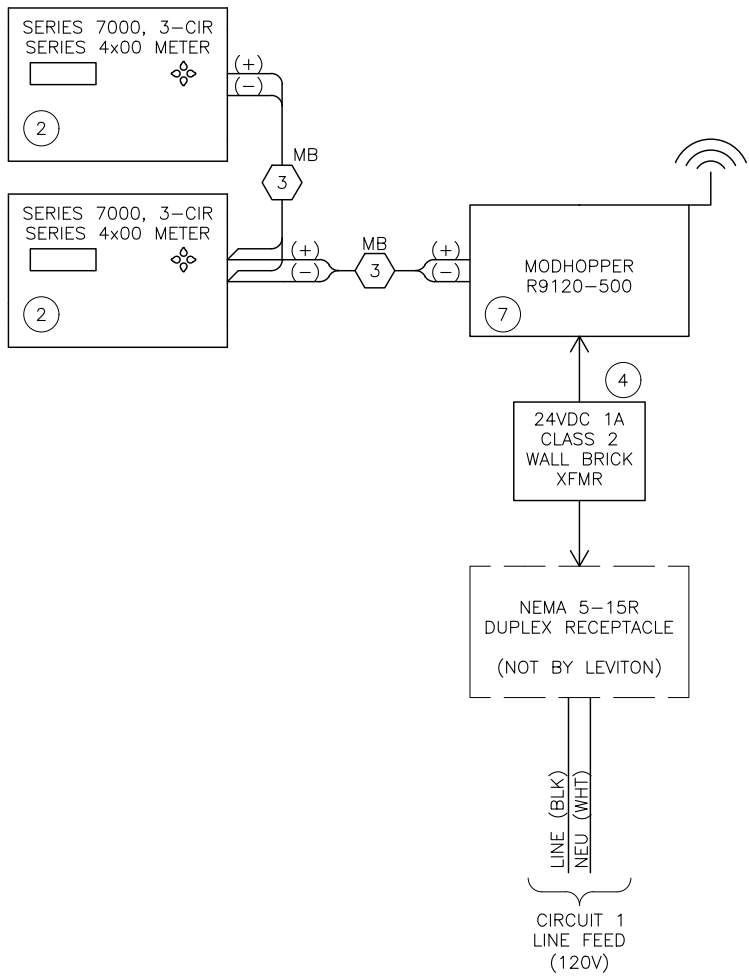 SERIES 7000, 3-CIR
SERIES 4x00 METER
(+)
(-)
2
MB
3
SERIES 7000, 3-CIR
SERIES 4x00 METER
2
(+)
(-)
MB
3
(+)
(-)
MODHOPPER
R9120-500
7
4
24VDC 1A
CLASS 2
WALL BRICK
XFMR
NEMA 5-15R
DUPLEX RECEPTACLE
(NOT BY LEVITON)
LINE (BLK)
NEU (WHT)
CIRCUIT 1
LINE FEED
(120V)